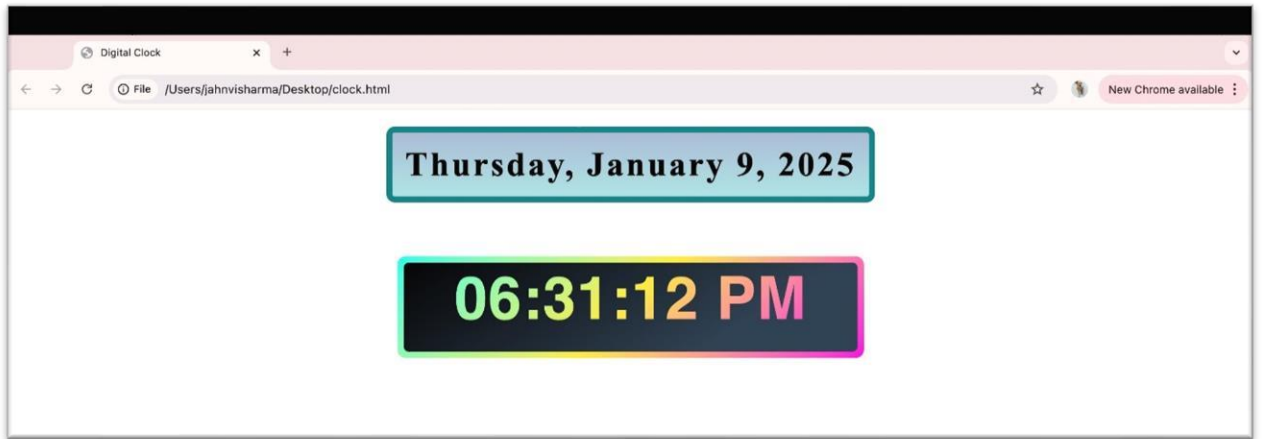 Digital Clock
File /Users/jahnvisharma/Desktop/clock.html
New Chrome available
Thursday, January 9, 2025
06:31:12 PM